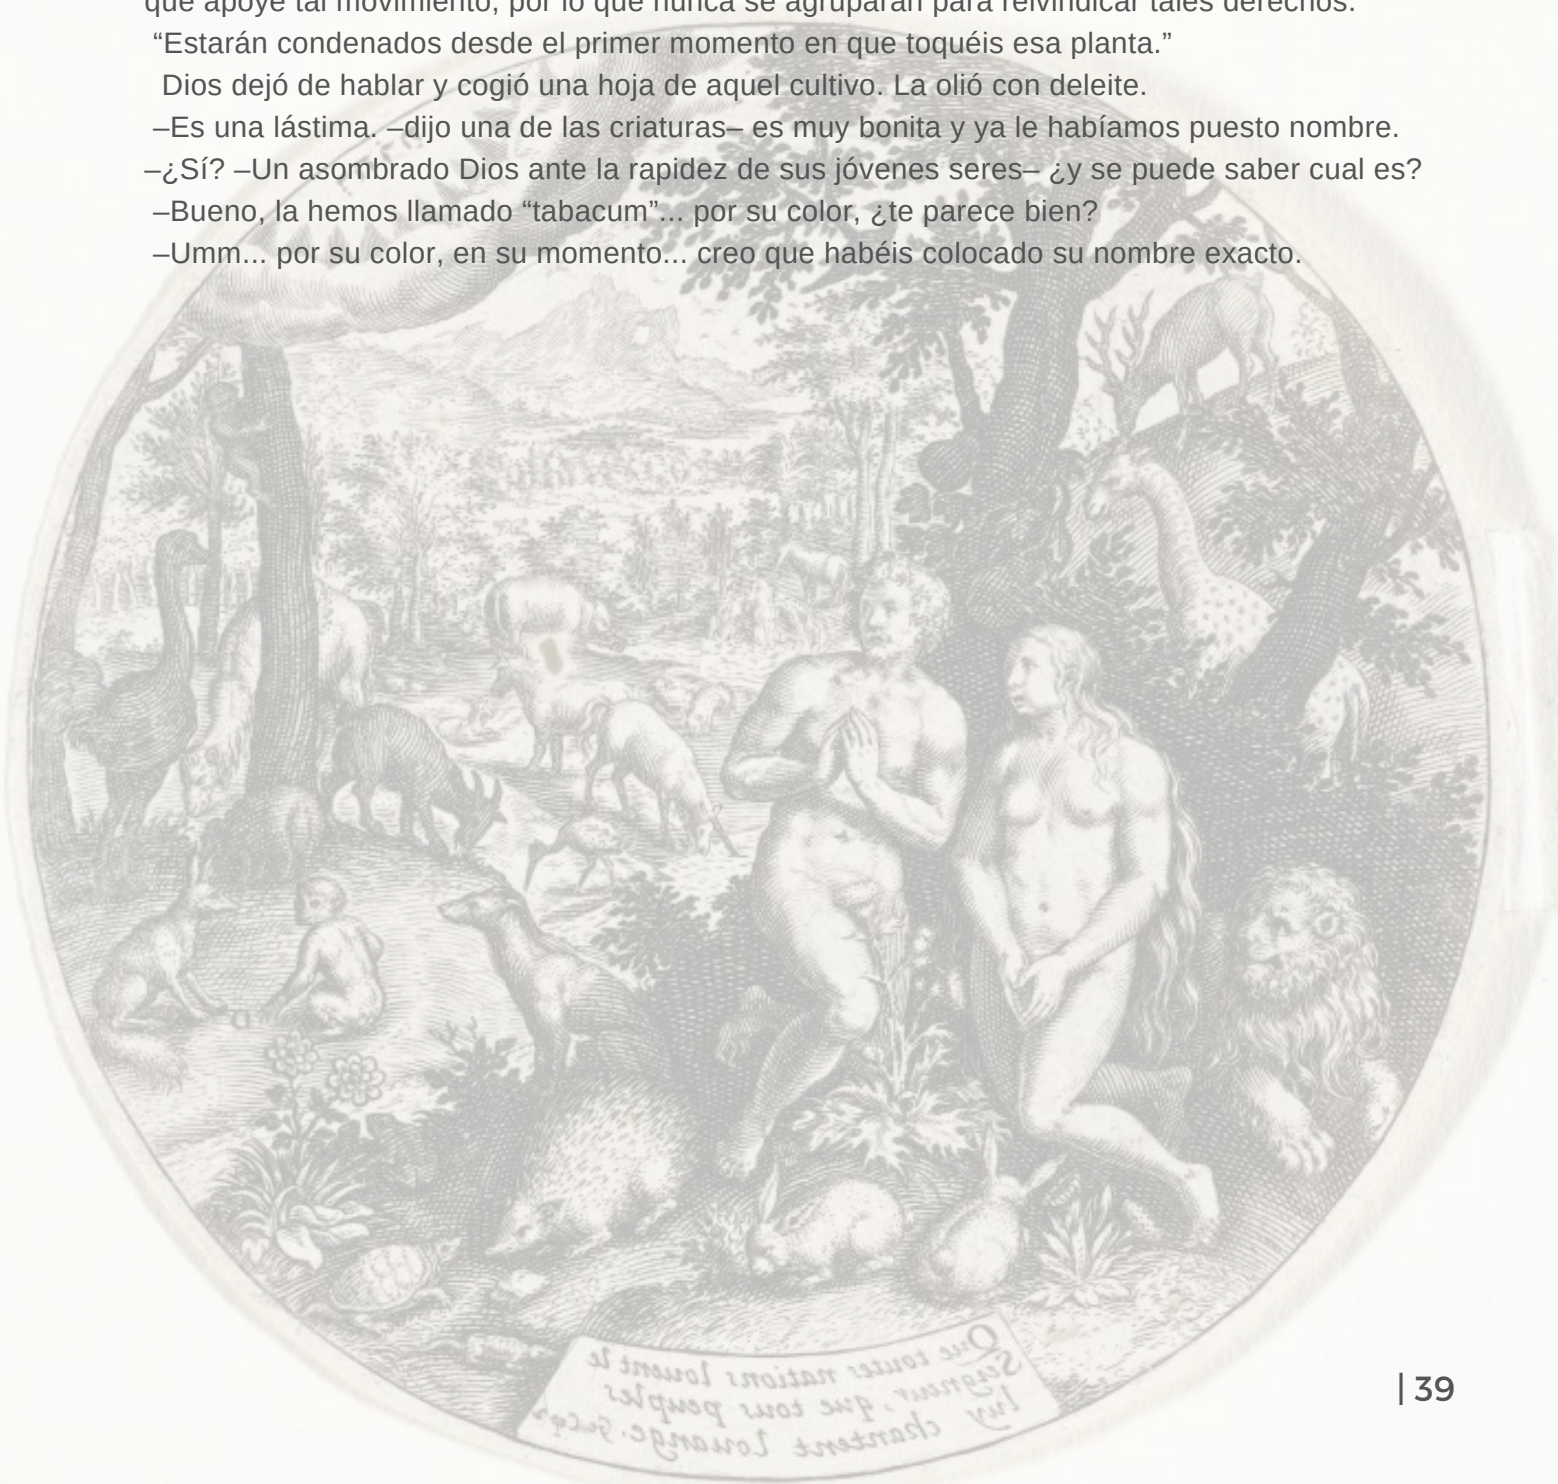 que apoye tal movimiento, por lo que nunca se agruparán para reivindicar tales derechos.
“Estarán condenados desde el primer momento en que toquéis esa planta.”
Dios dejó de hablar y cogió una hoja de aquel cultivo. La olió con deleite.
–Es una lástima. –dijo una de las criaturas– es muy bonita y ya le habíamos puesto nombre.
–¿Sí? –Un asombrado Dios ante la rapidez de sus jóvenes seres– ¿y se puede saber cual es?
–Bueno, la hemos llamado “tabacum”... por su color, ¿te parece bien?
–Umm... por su color, en su momento... creo que habéis colocado su nombre exacto.
Que toutes nations louent le
Seigneur, que tous peuples
luy chantent louange.
| 39